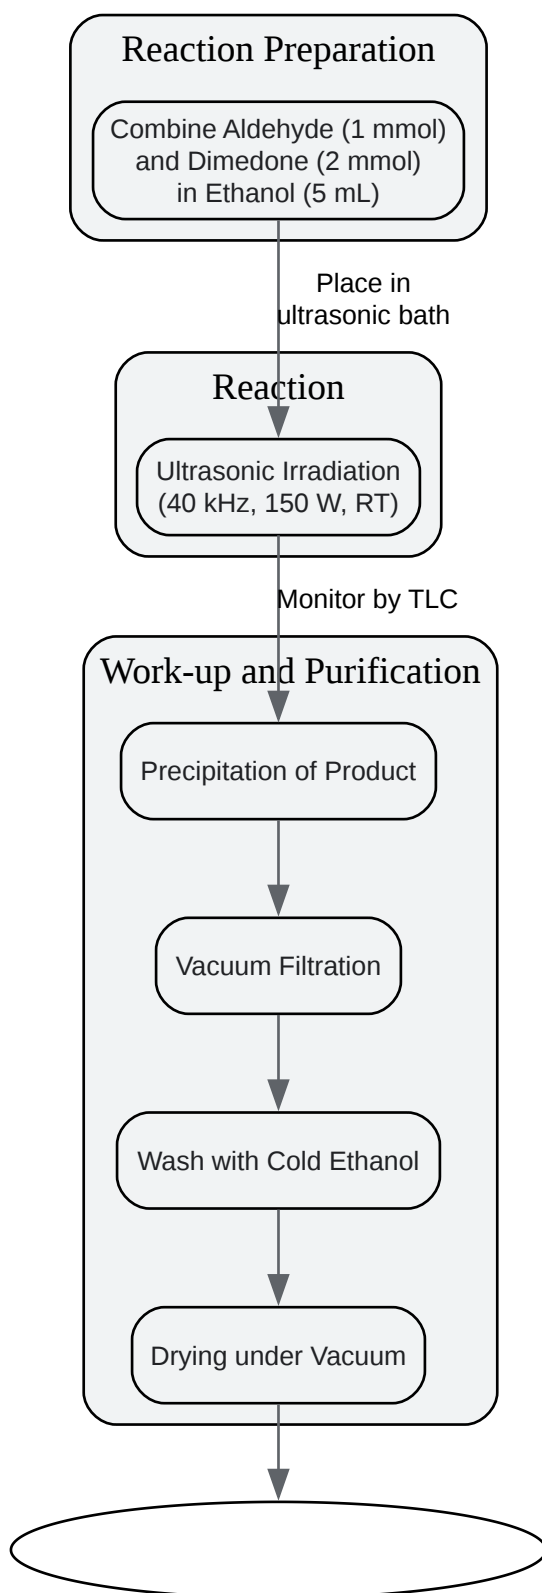 Reaction Preparation
Combine Aldehyde (1 mmol)
and Dimedone (2 mmol)
in Ethanol (5 mL)
Place in
ultrasonic bath
Reaction
Ultrasonic Irradiation
(40 kHz, 150 W, RT)
Monitor by TLC
Work-up and Purification
Precipitation of Product
Vacuum Filtration
Wash with Cold Ethanol
Drying under Vacuum